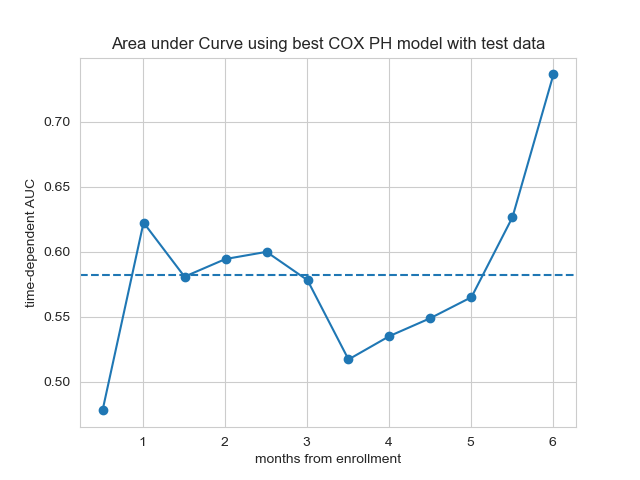 Area under Curve using best COX PH model with test data
time-dependent AUC
0.70
0.65
0.60
0.55
0.50
1 2 3 4 5 6
months from enrollment